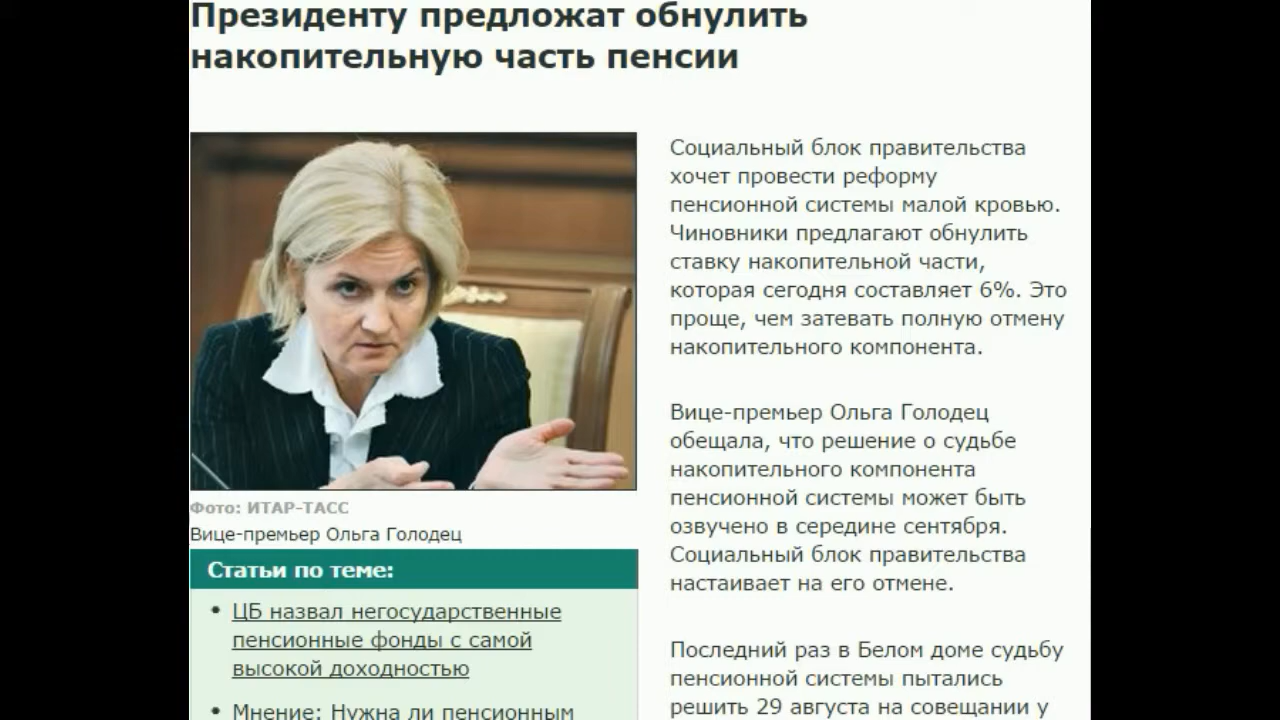 Президенту предложат обнулить
накопительную часть пенсии
Социальный блок правительства
хочет провести реформу
пенсионной системы малой кровью.
Чиновники предлагают обнулить
ставку накопительной части,
которая сегодня составляет 6%. Это
проще, чем затевать полную отмену
накопительного компонента.
Вице-премьер Ольга Голодец
обещала, что решение о судьбе
накопительного компонента
пенсионной системы может быть
озвучено в середине сентября.
Социальный блок правительства
настаивает на его отмене.
Последний раз в Белом доме судьбу
пенсионной системы пытались
решить 29 августа на совещании у
Фото: ИТАР-ТАСС
Вице-премьер Ольга Голодец
Статьи по теме:
• ЦБ назвал негосударственные
пенсионные фонды с самой
высокой доходностью
• Мнение: Нужна ли пенсионным